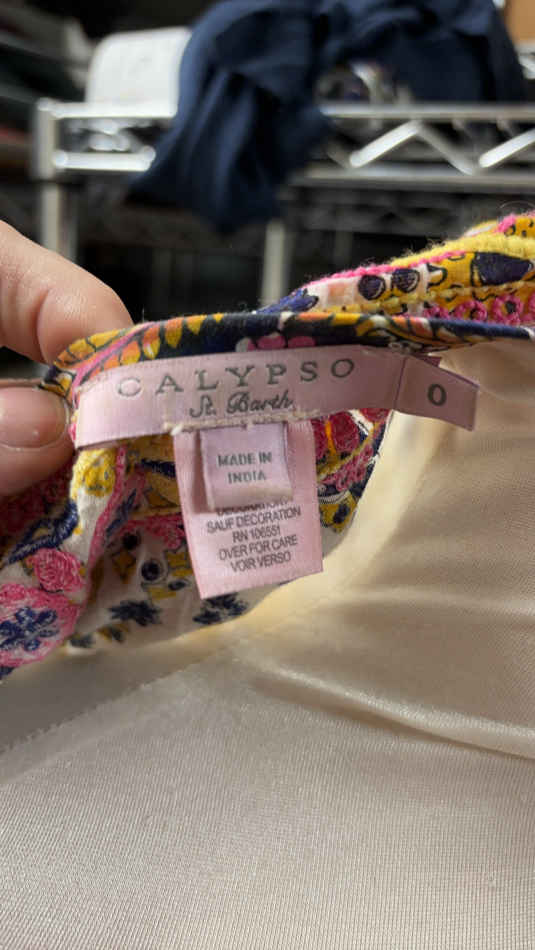 CALYPSO
St. Barth.
0
MADE IN
INDIA
SAUF DECORATION
RN 106551
OVER FOR CARE
VOIR VERSO